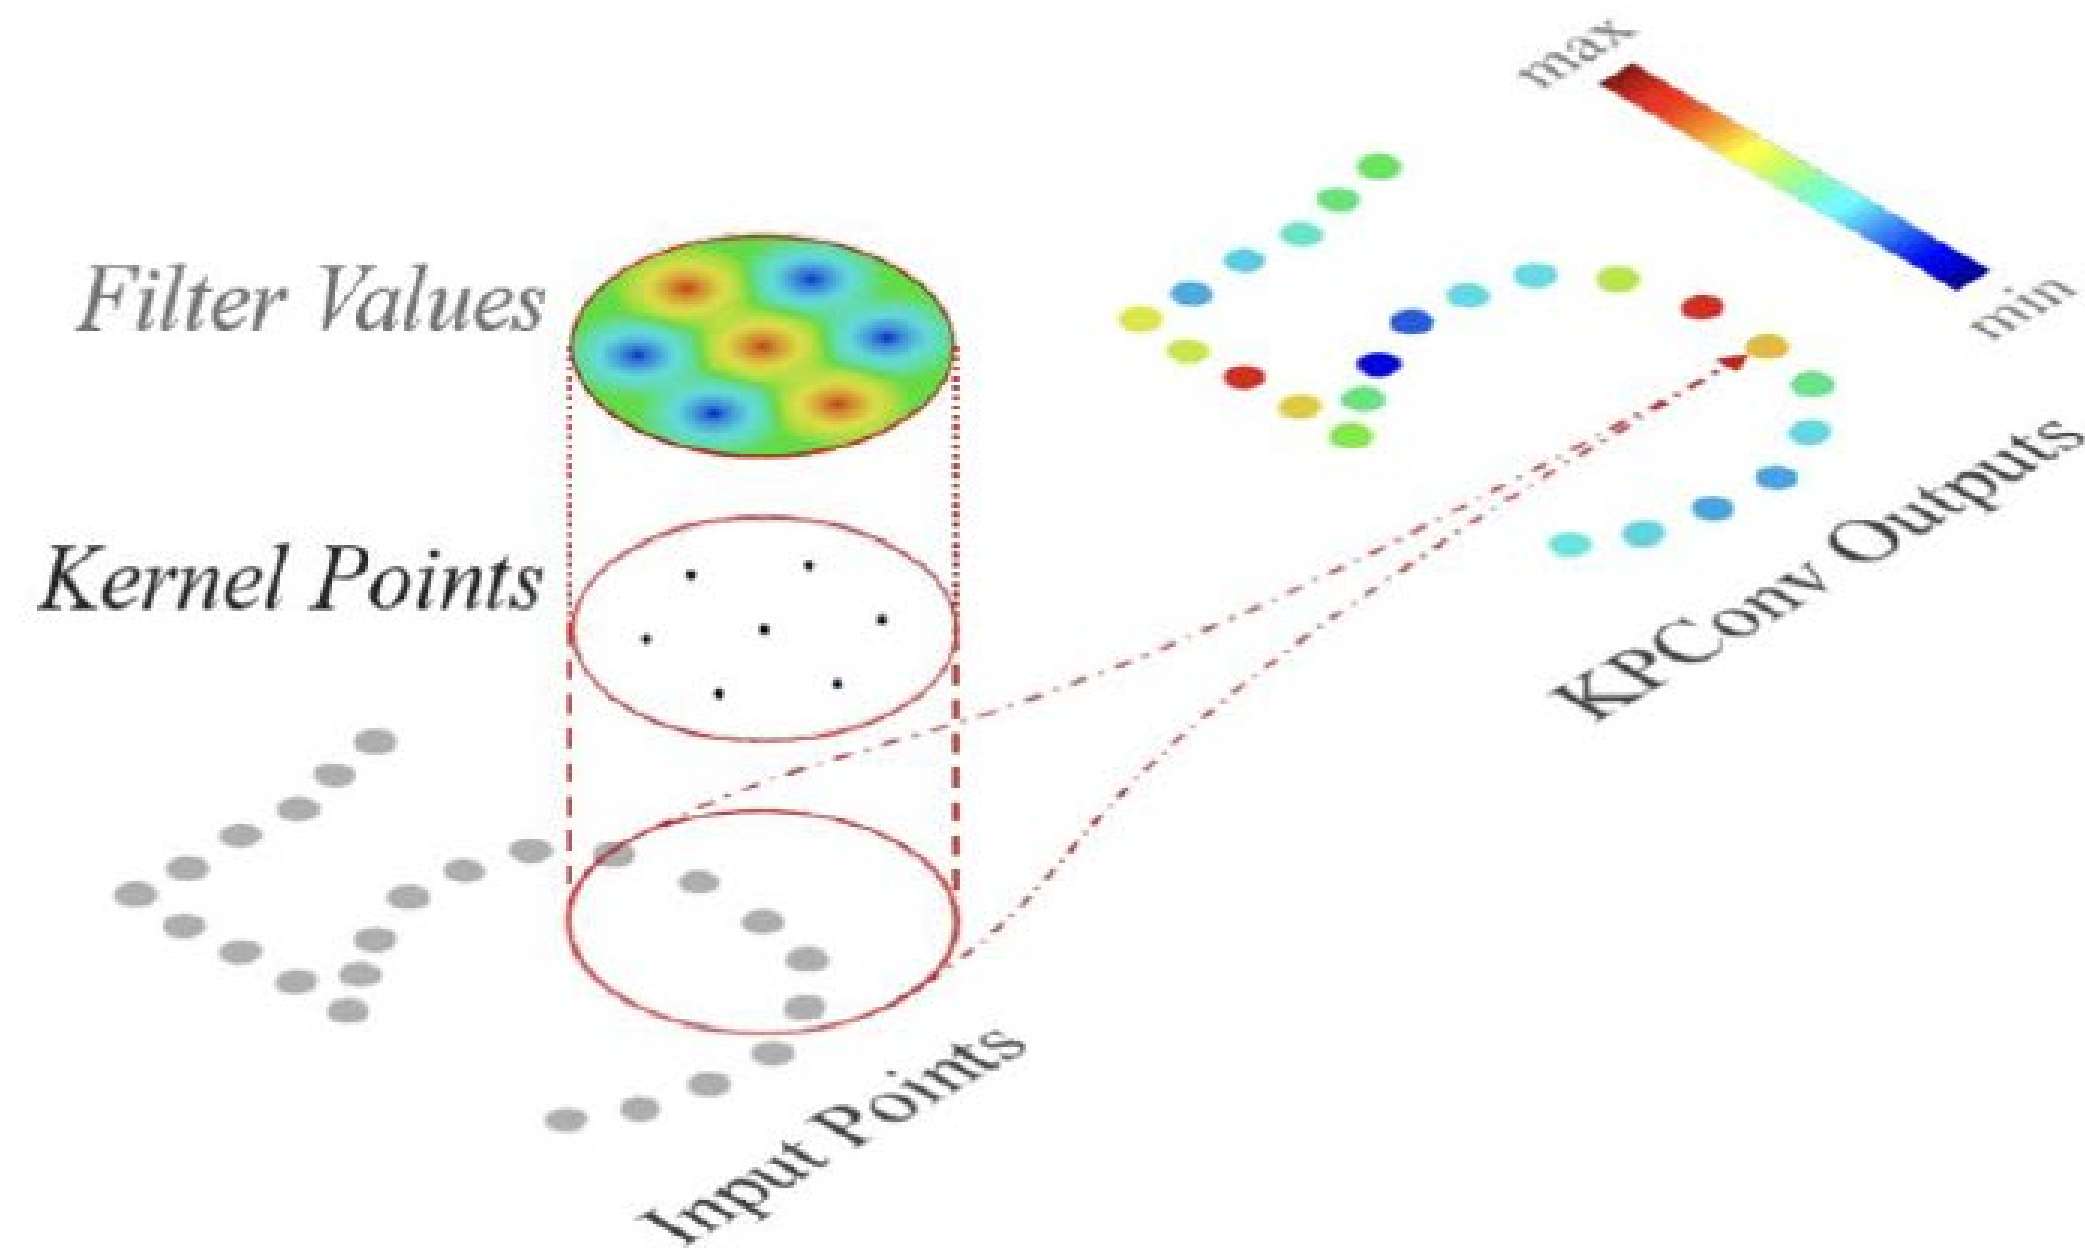 max
min
Filter Values
Kernel Points
KPConv Outputs
Input Points